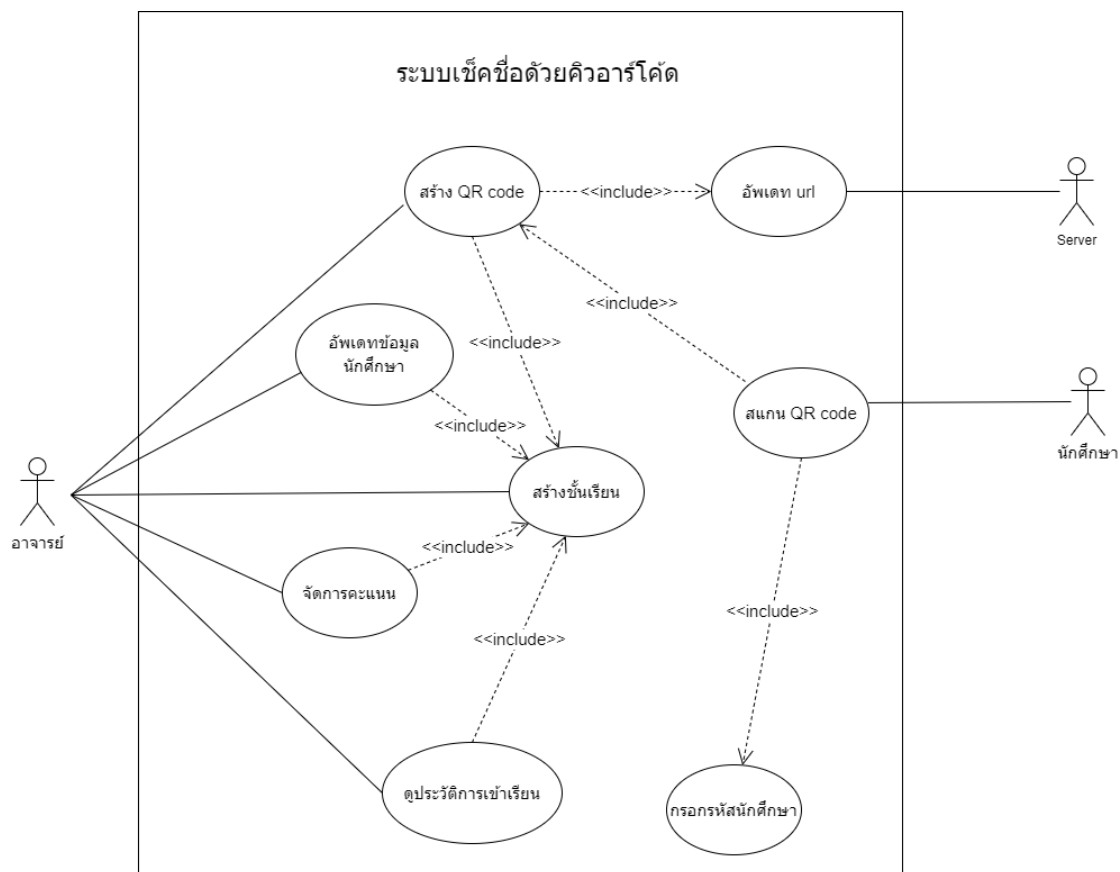 ระบบเช็คชื่อด้วยคิวอาร์โค้ด
สร้าง QR code
<<include>>
อัพเดท url
Server
<<include>>
<<include>>
อัพเดทข้อมูล
นักศึกษา
<<include>>
สแกน QR code
นักศึกษา
สร้างชั้นเรียน
อาจารย์
<<include>>
จัดการคะแนน
<<include>>
<<include>>
ดูประวัติการเข้าเรียน
กรอกรหัสนักศึกษา